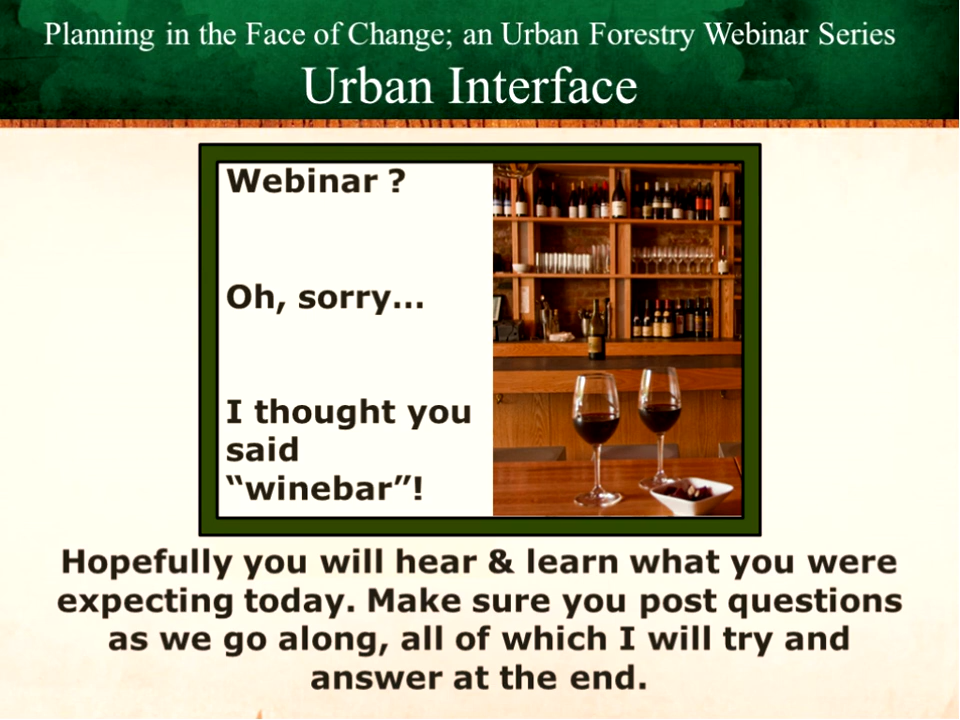 Planning in the Face of Change; an Urban Forestry Webinar Series
Urban Interface
Webinar ?
Oh, sorry...
I thought you
said
“winebar”!
Hopefully you will hear & learn what you were
expecting today. Make sure you post questions
as we go along, all of which I will try and
answer at the end.